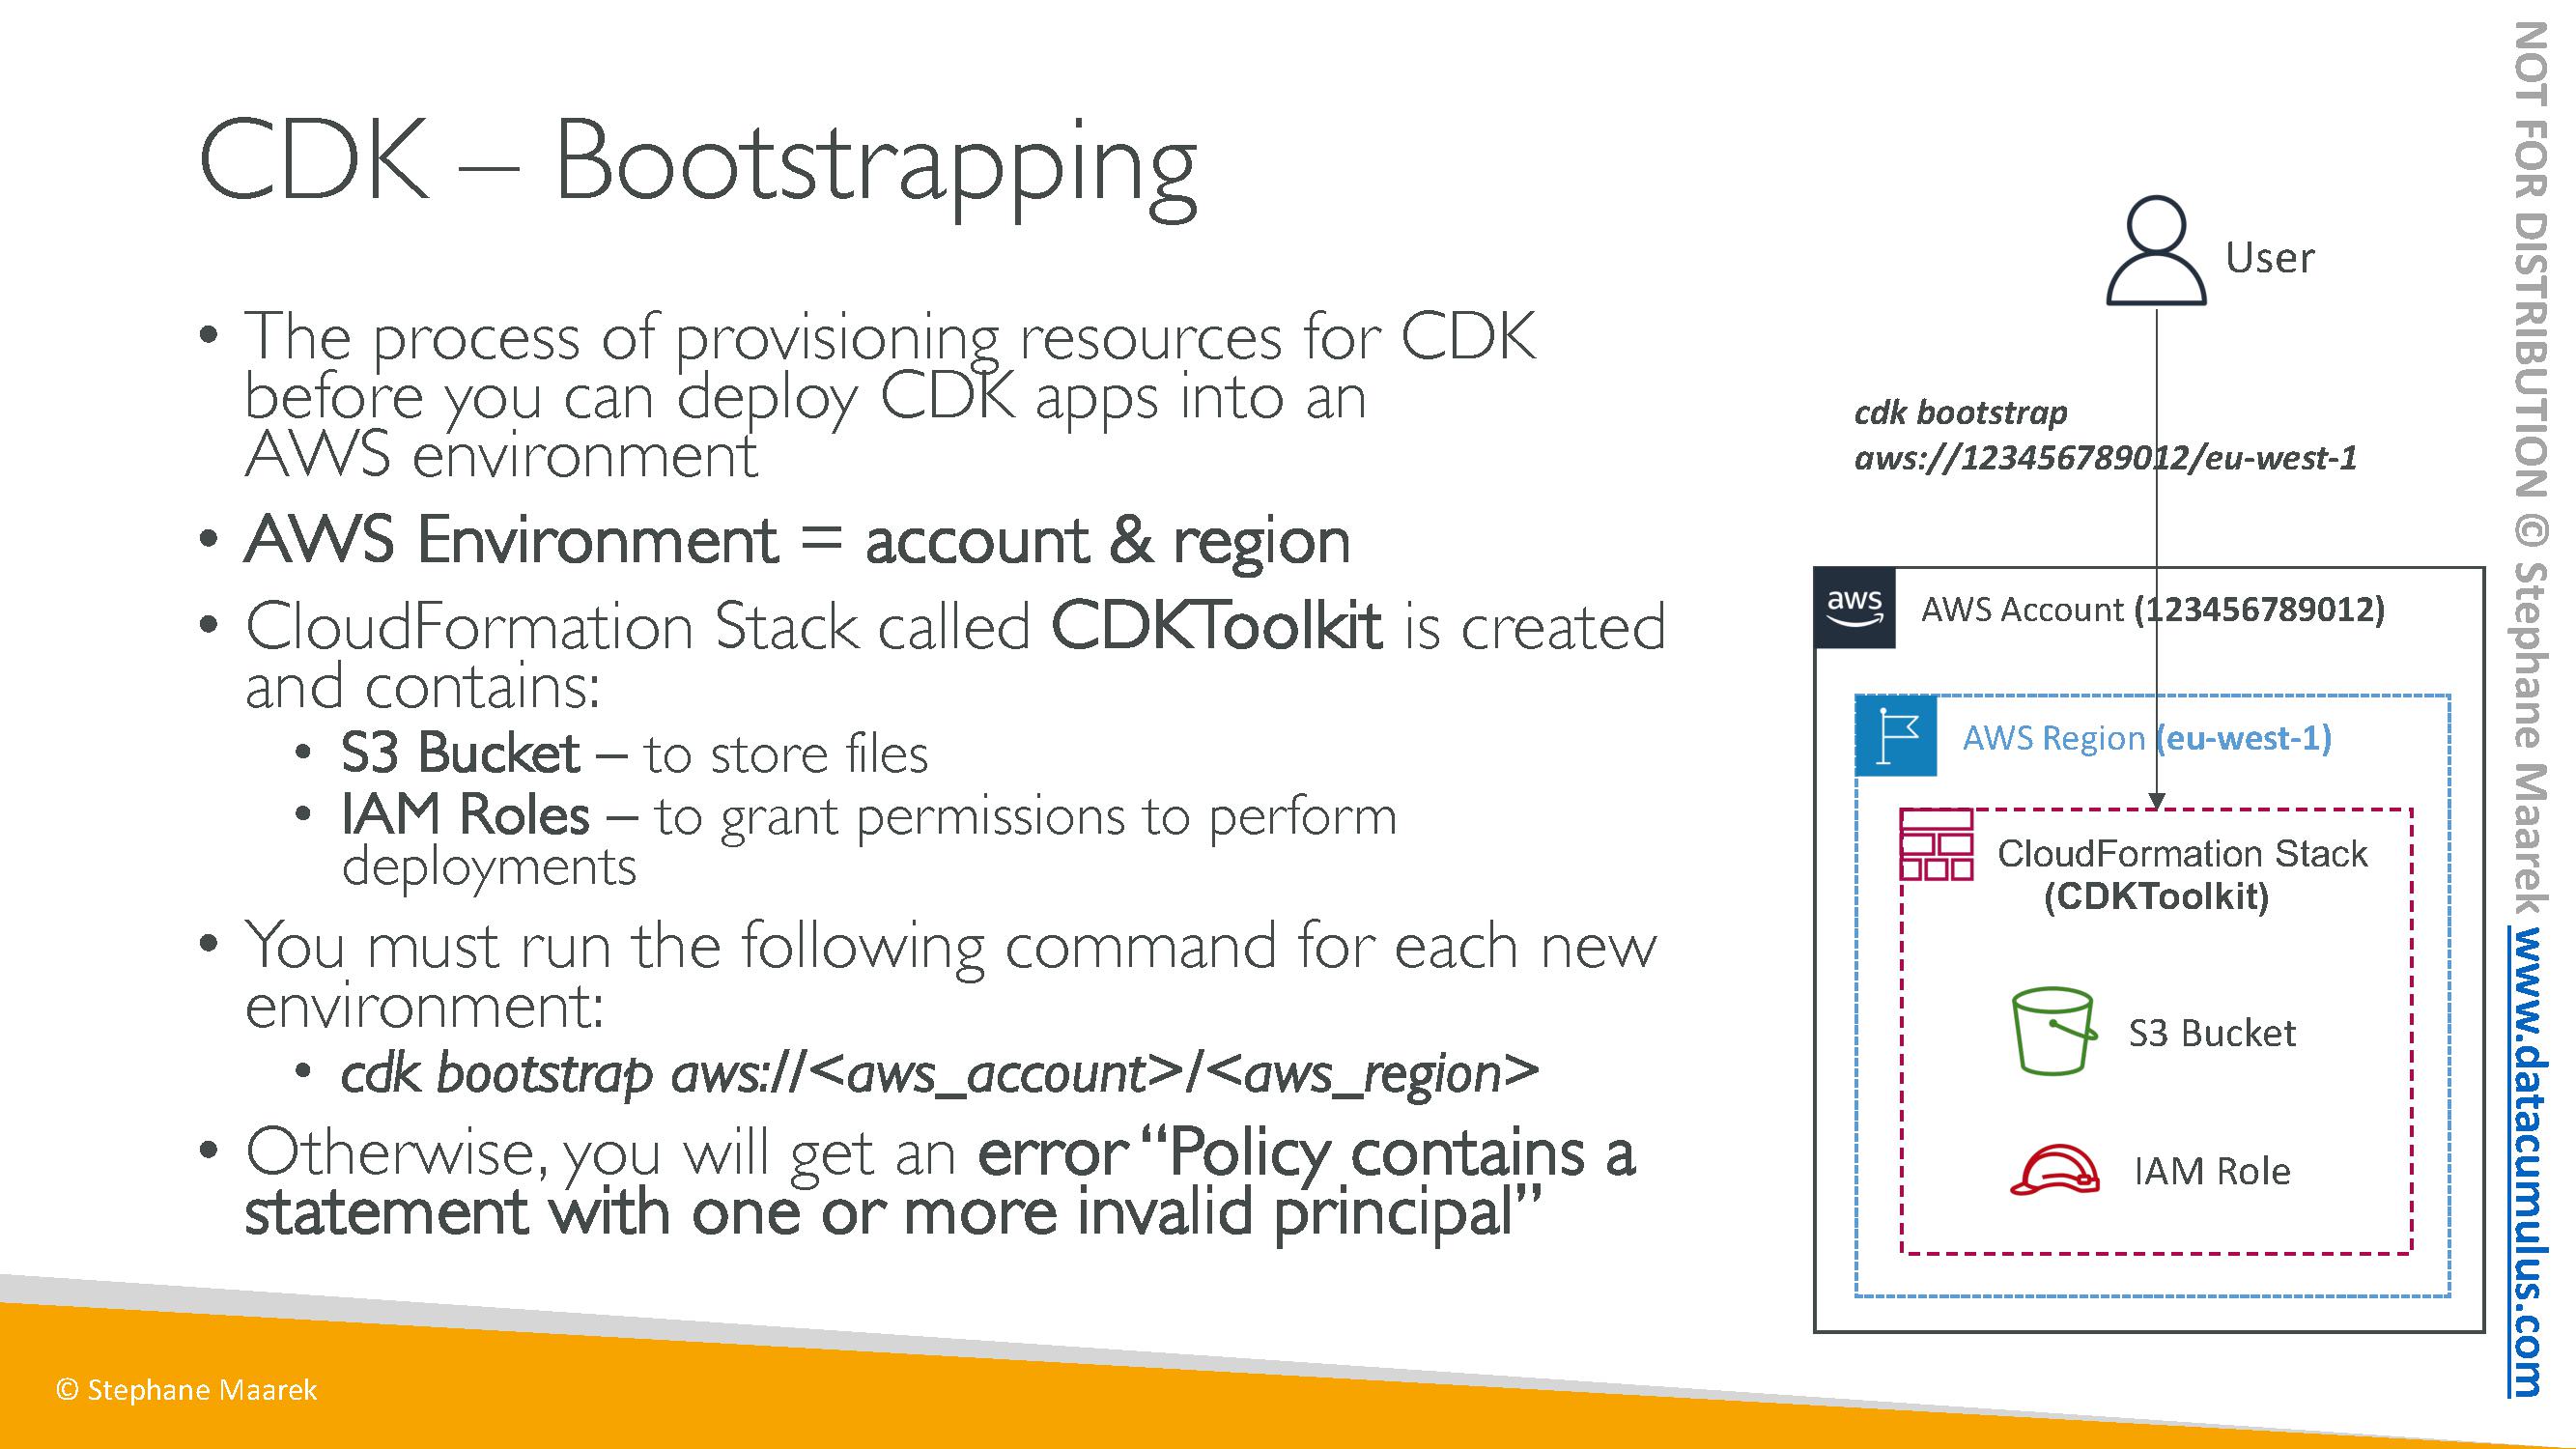 CDK – Bootstrapping
• The process of provisioning resources for CDK
before you can deploy CDK apps into an
AWS environment
• AWS Environment = account & region
• CloudFormation Stack called CDKToolkit is created
and contains:
• S3 Bucket – to store files
• IAM Roles – to grant permissions to perform
deployments
• You must run the following command for each new
environment:
• cdk bootstrap aws://<aws_account>/<aws_region>
• Otherwise, you will get an error “Policy contains a
statement with one or more invalid principal”
User
cdk bootstrap
aws://123456789012/eu-west-1
aws
AWS Account (123456789012)
AWS Region (eu-west-1)
CloudFormation Stack
(CDKToolkit)
S3 Bucket
IAM Role
© Stephane Maarek
NOT FOR DISTRIBUTION © Stephane Maarek www.datacumulus.com